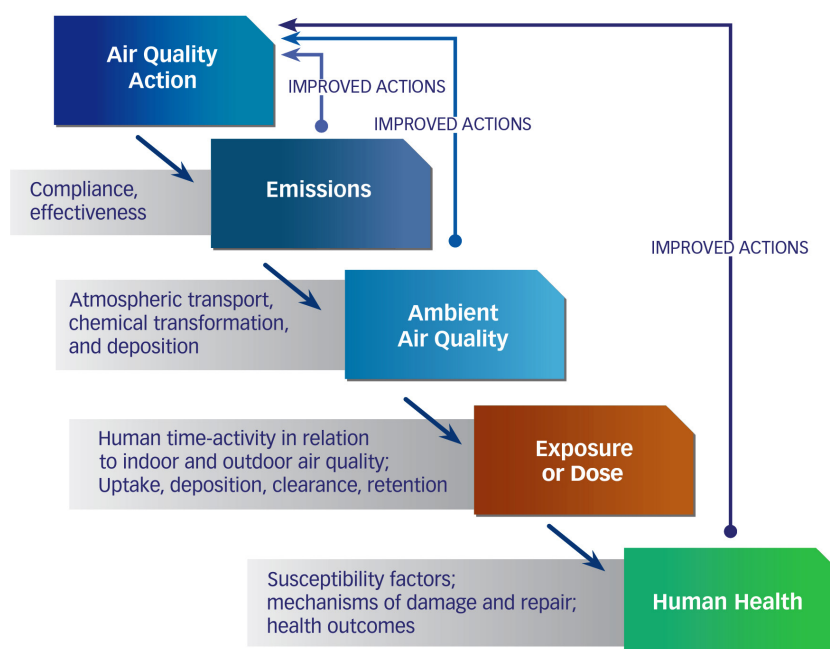 Air Quality
Action
IMPROVED ACTIONS
IMPROVED ACTIONS
Compliance,
effectiveness
Emissions
IMPROVED ACTIONS
Atmospheric transport,
chemical transformation,
and deposition
Ambient
Air Quality
Human time-activity in relation
to indoor and outdoor air quality;
Uptake, deposition, clearance, retention
Exposure
or Dose
Susceptibility factors;
mechanisms of damage and repair;
health outcomes
Human Health